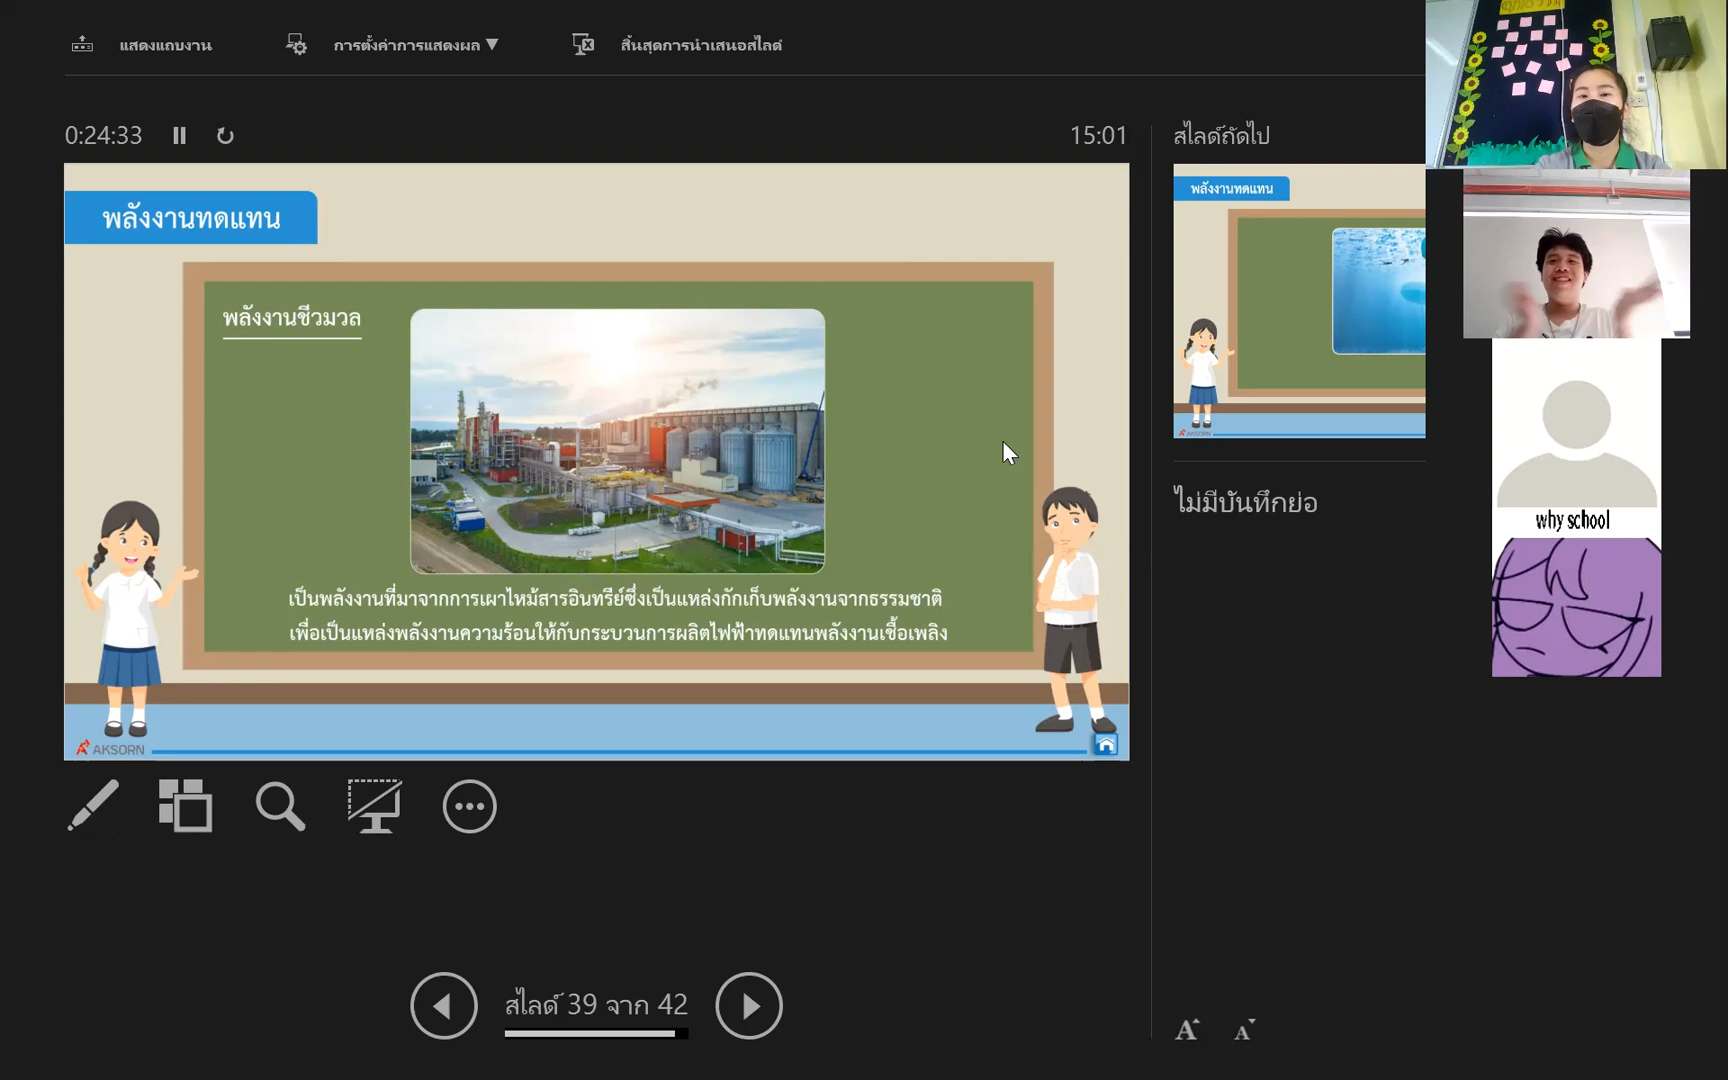 แสดงแถบงาน
การตั้งค่าการแสดงผล ▼
สิ้นสุดการนำเสนอสไลด์
0:24:33
15:01
สไลด์ถัดไป
พลังงานทดแทน
พลังงานชีวมวล
เป็นพลังงานที่มาจากการเผาไหม้สารอินทรีย์ซึ่งเป็นแหล่งกักเก็บพลังงานจากธรรมชาติ
เพื่อเป็นแหล่งพลังงานความร้อนให้กับกระบวนการผลิตไฟฟ้าทดแทนพลังงานเชื้อเพลิง
AKSORN
พลังงานทดแทน
AKSORN
ไม่มีบันทึกย่อ
why school
สไลด์ 39 จาก 42
A
A